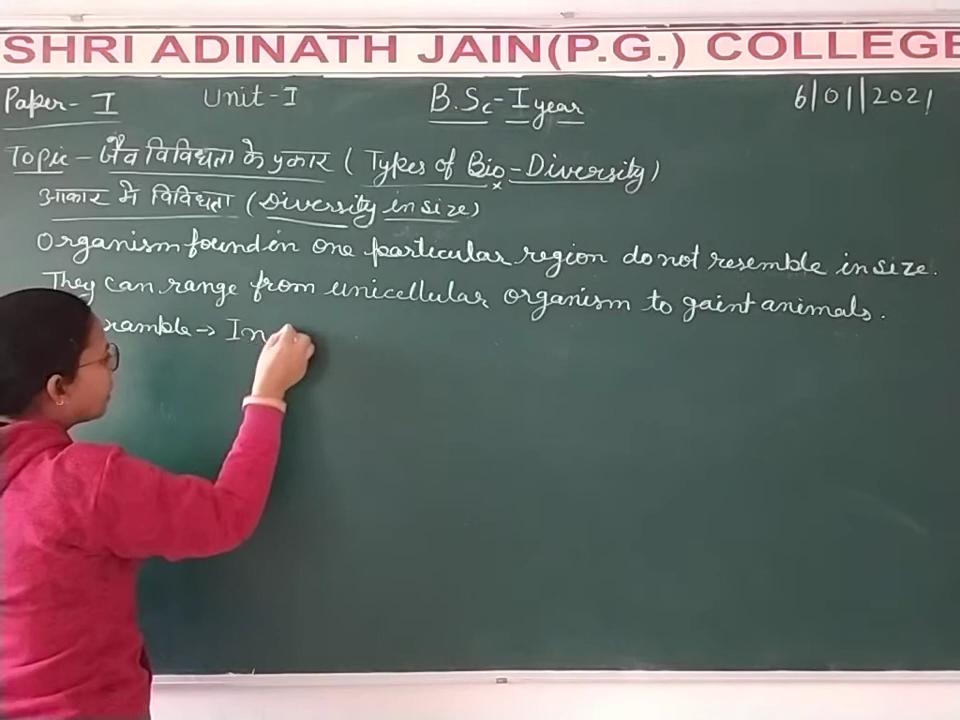 SHRI ADINATH JAIN(P.G.) COLLEGE
Paper - I Unit - I B.Sc - I year 6/01/2021
Topic - जैव विविधता के प्रकार ( Types of Bio - Diversity )
आकार मे विविधता ( Diversity in size )
Organism found in one particular region do not resemble in size.
They can range from unicellular organism to gaint animals.
→ In